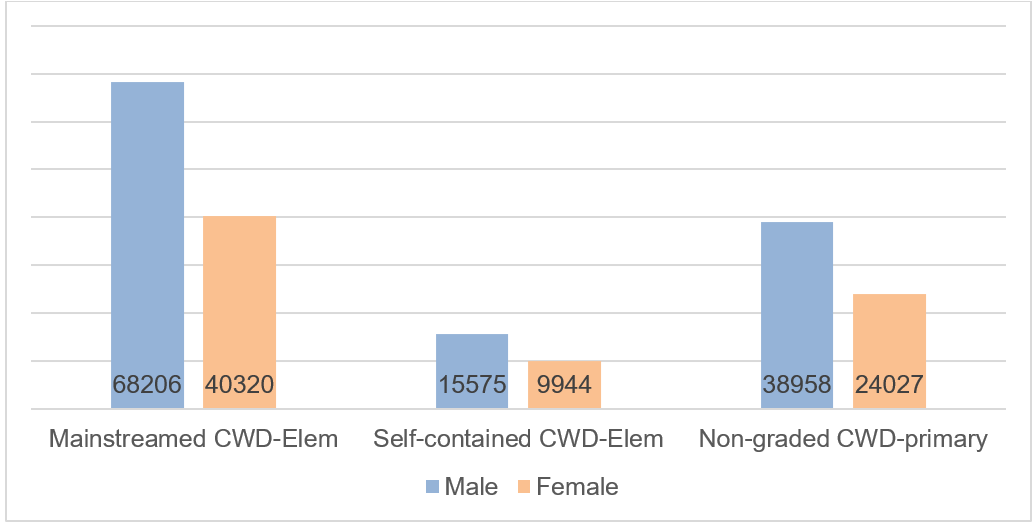 68206 40320 15575 9944 38958 24027
Mainstreamed CWD-Elem Self-contained CWD-Elem Non-graded CWD-primary
Male Female